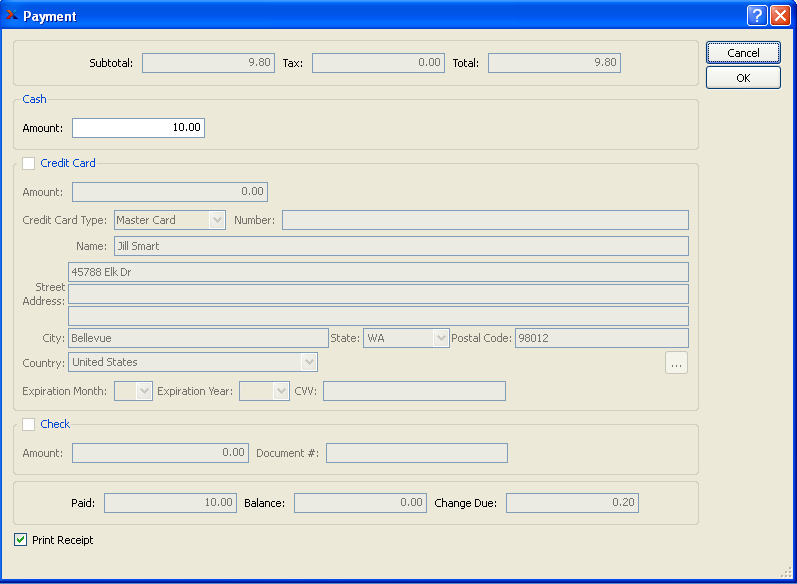 Payment
Cancel
OK
Subtotal: 9.80 Tax: 0.00 Total: 9.80
Cash
Amount: 10.00
Credit Card
Amount: 0.00
Credit Card Type: Master Card Number:
Name: Jill Smart
45788 Elk Dr
Street
Address:
City: Bellevue State: WA Postal Code: 98012
Country: United States ...
Expiration Month: Expiration Year: CVV:
Check
Amount: 0.00 Document #:
Paid: 10.00 Balance: 0.00 Change Due: 0.20
Print Receipt